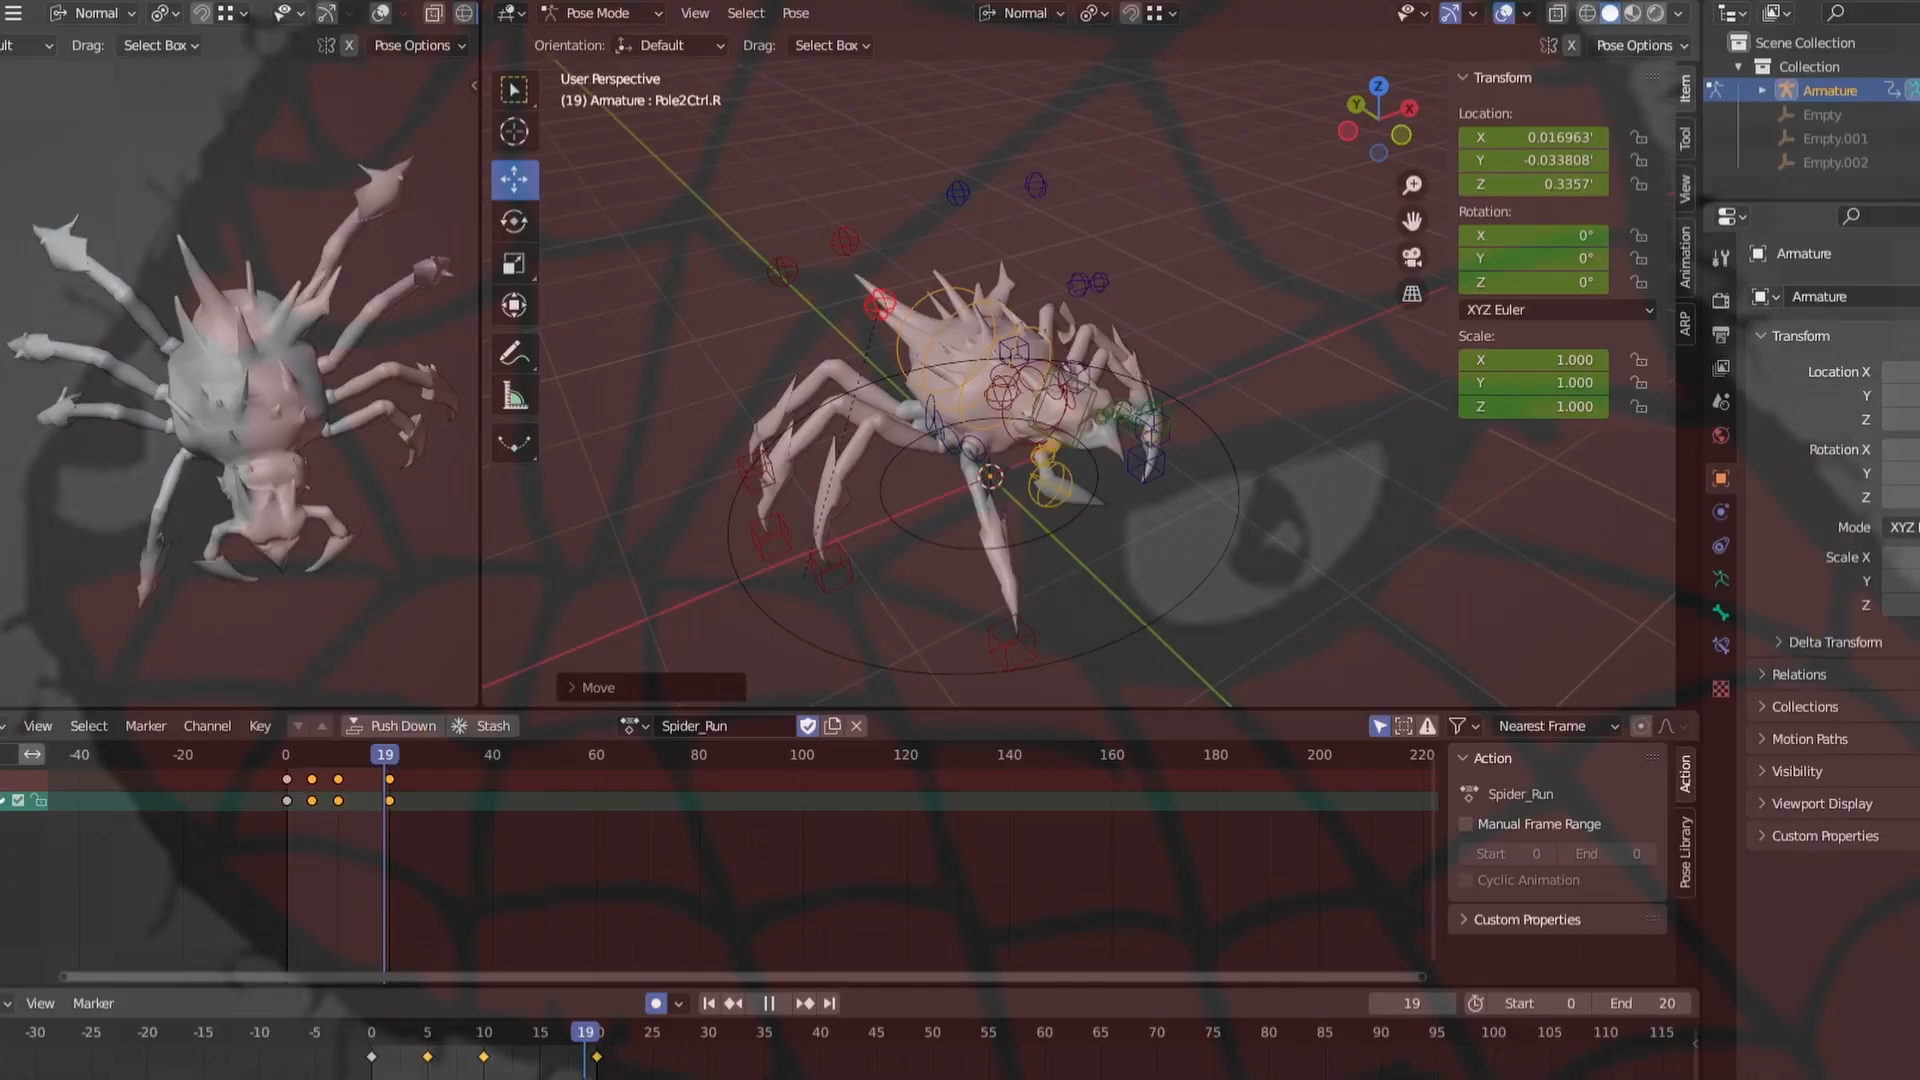 Normal
Pose Mode
View
Select
Pose
Normal
lt
Drag:
Select Box
X
Pose Options
Orientation:
Default
Drag:
Select Box
X
Pose Options
Scene Collection
Collection
Armature
Empty
Empty.001
Empty.002
User Perspective
(19) Armature : Pole2Ctrl.R
Z
Y
X
Transform
Location:
X 0.016963'
Y -0.033808'
Z 0.3357'
Rotation:
X 0°
Y 0°
Z 0°
XYZ Euler
Scale:
X 1.000
Y 1.000
Z 1.000
Item
Tool
View
Animation
ARP
Armature
Armature
Transform
Location X
Y
Z
Rotation X
Y
Z
Mode XYZ
Scale X
Y
Z
Delta Transform
Relations
Collections
Motion Paths
Visibility
Viewport Display
Custom Properties
Move
View
Select
Marker
Channel
Key
Push Down
Stash
Spider_Run
Nearest Frame
-40 -20 0 19 40 60 80 100 120 140 160 180 200 220
Action
Spider_Run
Manual Frame Range
Start 0 End 0
Cyclic Animation
Custom Properties
Action
Pose Library
View
Marker
19
Start 0
End 20
-30 -25 -20 -15 -10 -5 0 5 10 15 19 25 30 35 40 45 50 55 60 65 70 75 80 85 90 95 100 105 110 115